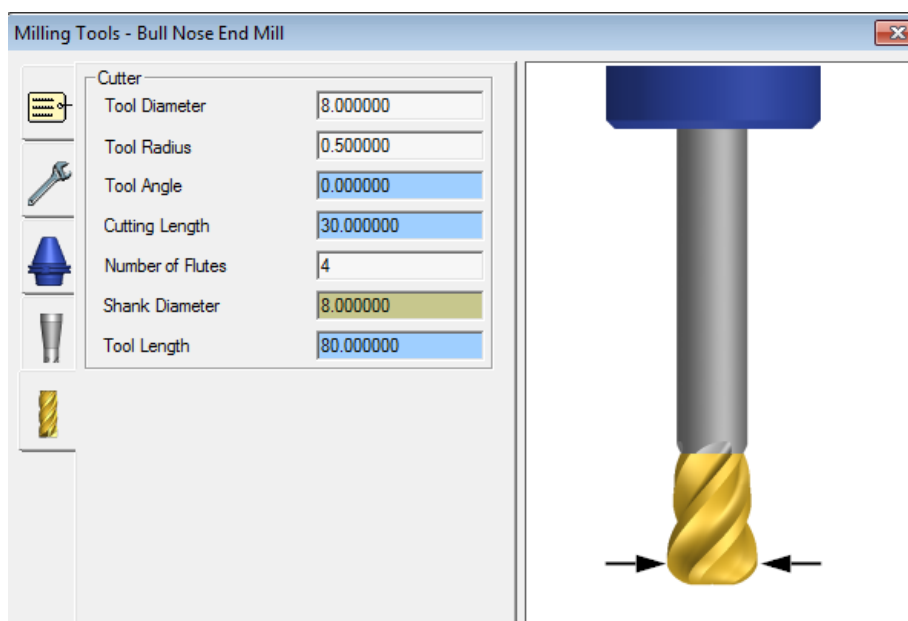 Milling Tools - Bull Nose End Mill
Cutter
Tool Diameter 8.000000
Tool Radius 0.500000
Tool Angle 0.000000
Cutting Length 30.000000
Number of Flutes 4
Shank Diameter 8.000000
Tool Length 80.000000